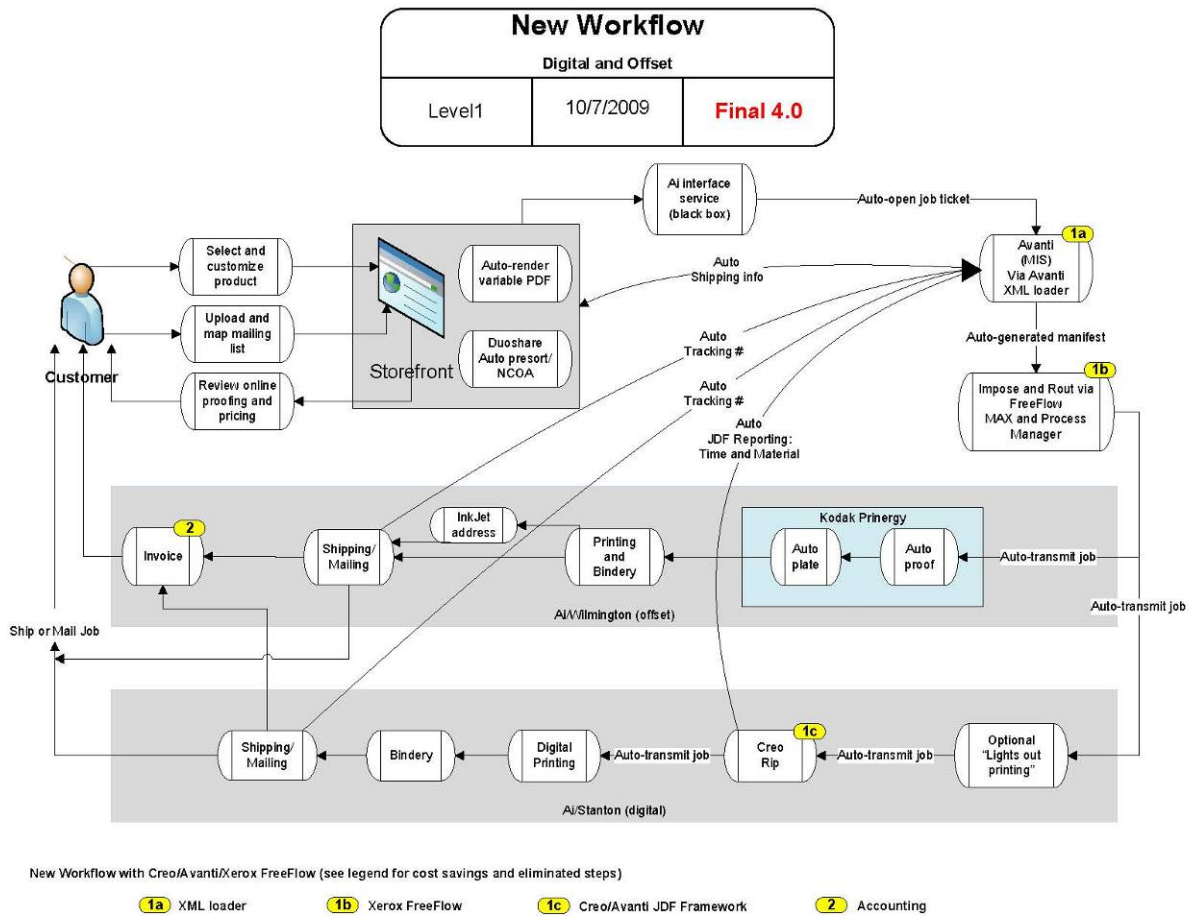 New Workflow
Digital and Offset
Level1
10/7/2009
Final 4.0
Ai interface
service
(black box)
Auto-open job ticket
1a
Avanti
(MIS)
Via Avanti
XML loader
Select and
customize
product
Auto-render
variable PDF
Auto
Shipping info
Upload and
map mailing
list
Customer
Storefront
Duoshare
Auto presort/
NCOA
Auto
Tracking #
Auto-generated manifest
1b
Impose and Rout via
FreeFlow
MAX and Process
Manager
Review online
proofing and
pricing
Auto
Tracking #
Auto
JDF Reporting:
Time and Material
2
Invoice
Shipping/
Mailing
InkJet
address
Printing
and
Bindery
Kodak Prinergy
Auto
plate
Auto
proof
Auto-transmit job
Ai/Wilmington (offset)
Auto-transmit job
Ship or Mail Job
Shipping/
Mailing
Bindery
Digital
Printing
Auto-transmit job
1c
Creo
Rip
Auto-transmit job
Optional
“Lights out
printing”
Ai/Stanton (digital)
New Workflow with Creo/Avanti/Xerox FreeFlow (see legend for cost savings and eliminated steps)
1a XML loader
1b Xerox FreeFlow
1c Creo/Avanti JDF Framework
2 Accounting